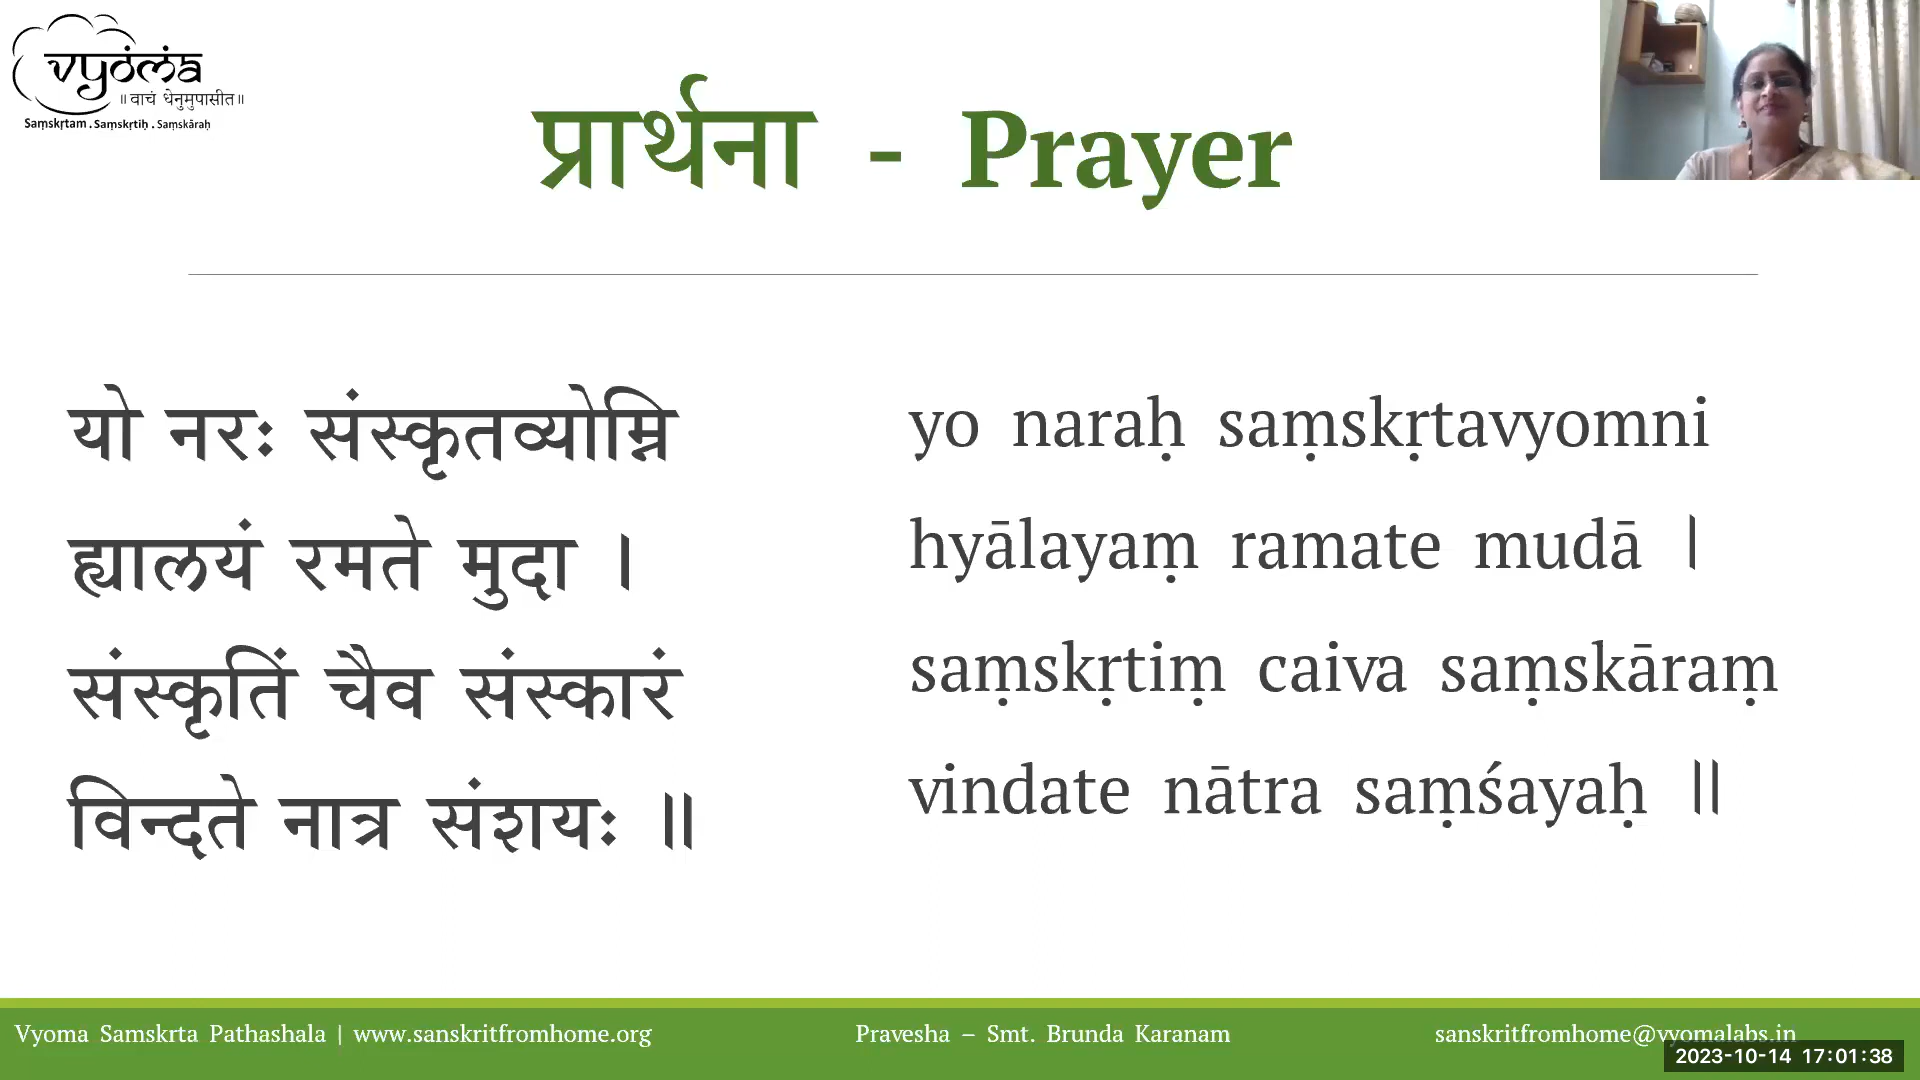 vyoma
॥ वाचं धेनुमुपासीत॥
Saṃskṛtam . Saṃskṛtiḥ . Saṃskāraḥ
प्रार्थना - Prayer
यो नरः संस्कृतव्योम्नि
ह्यालयं रमते मुदा ।
संस्कृतिं चैव संस्कारं
विन्दते नात्र संशयः ॥
yo naraḥ saṃskṛtavyomni
hyālayaṃ ramate mudā |
saṃskṛtiṃ caiva saṃskāraṃ
vindate nātra saṃśayaḥ ||
Vyoma Samskrta Pathashala | www.sanskritfromhome.org
Pravesha – Smt. Brunda Karanam
sanskritfromhome@vyomalabs.in
2023-10-14 17:01:38